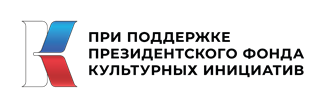 ПРИ ПОДДЕРЖКЕ
ПРЕЗИДЕНТСКОГО ФОНДА
КУЛЬТУРНЫХ ИНИЦИАТИВ